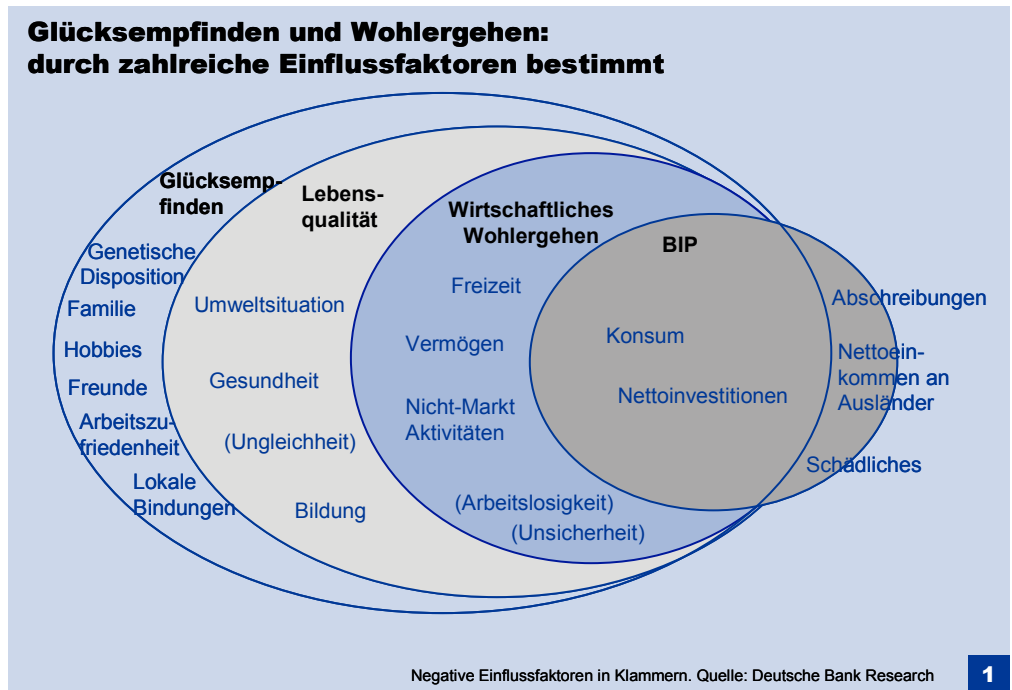 Glücksempfinden und Wohlergehen:
durch zahlreiche Einflussfaktoren bestimmt
Glücksemp-
finden
Genetische
Disposition
Familie
Hobbies
Freunde
Arbeitszu-
friedenheit
Lokale
Bindungen
Lebens-
qualität
Umweltsituation
Gesundheit
(Ungleichheit)
Bildung
Wirtschaftliches
Wohlergehen
Freizeit
Vermögen
Nicht-Markt
Aktivitäten
(Arbeitslosigkeit)
(Unsicherheit)
BIP
Konsum
Nettoinvestitionen
Abschreibungen
Nettoein-
kommen an
Ausländer
Schädliches
Negative Einflussfaktoren in Klammern. Quelle: Deutsche Bank Research
1